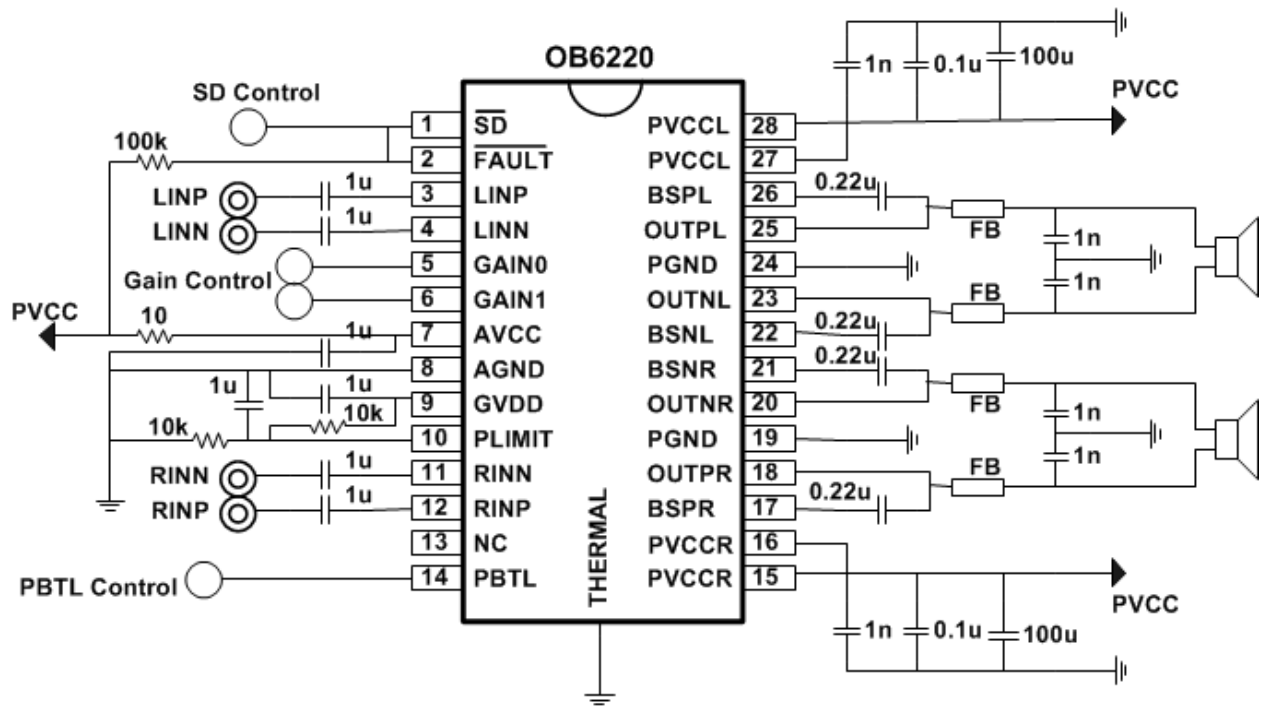 OB6220
1n
0.1u
100u
PVCC
SD Control
1
SD
PVCCL
28
100k
2
FAULT
PVCCL
27
LINP
1u
3
LINP
BSPL
26
0.22u
LINN
1u
4
LINN
OUTPL
25
FB
1n
Gain Control
5
GAIN0
PGND
24
1n
6
GAIN1
OUTNL
23
FB
PVCC
10
1u
7
AVCC
BSNL
22
0.22u
8
AGND
BSNR
21
0.22u
1u
1u
9
GVDD
OUTNR
20
FB
1n
10k
10k
10
PLIMIT
PGND
19
1n
RINN
1u
11
RINN
OUTPR
18
FB
RINP
1u
12
RINP
BSPR
17
0.22u
13
NC
PVCCR
16
PBTL Control
14
PBTL
PVCCR
15
PVCC
THERMAL
1n
0.1u
100u